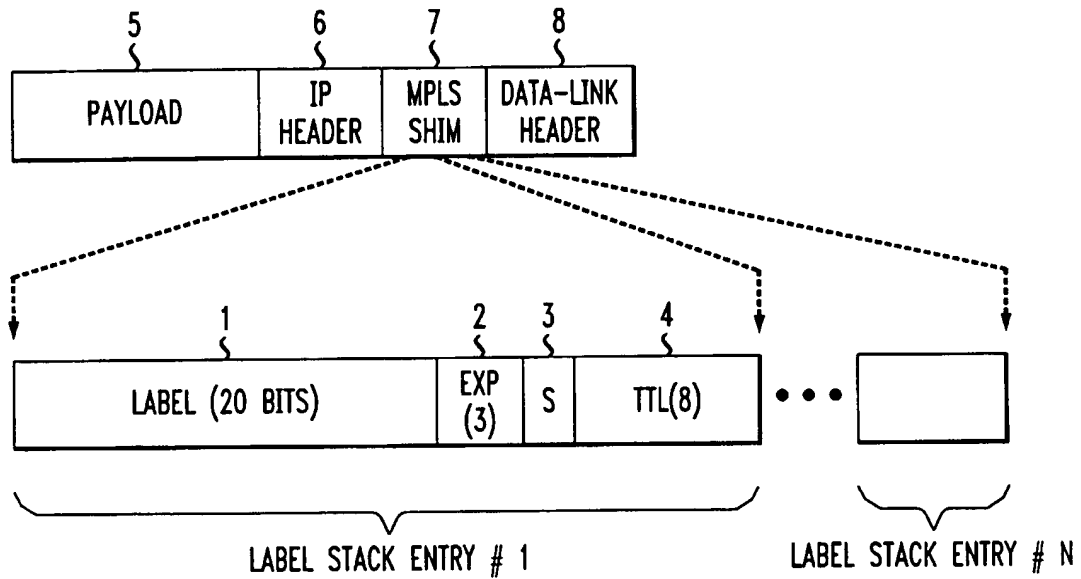 5 6 7 8
PAYLOAD
IP
HEADER
MPLS
SHIM
DATA-LINK
HEADER
1 2 3 4
LABEL (20 BITS)
EXP
(3)
S
TTL(8)
LABEL STACK ENTRY # 1
LABEL STACK ENTRY # N